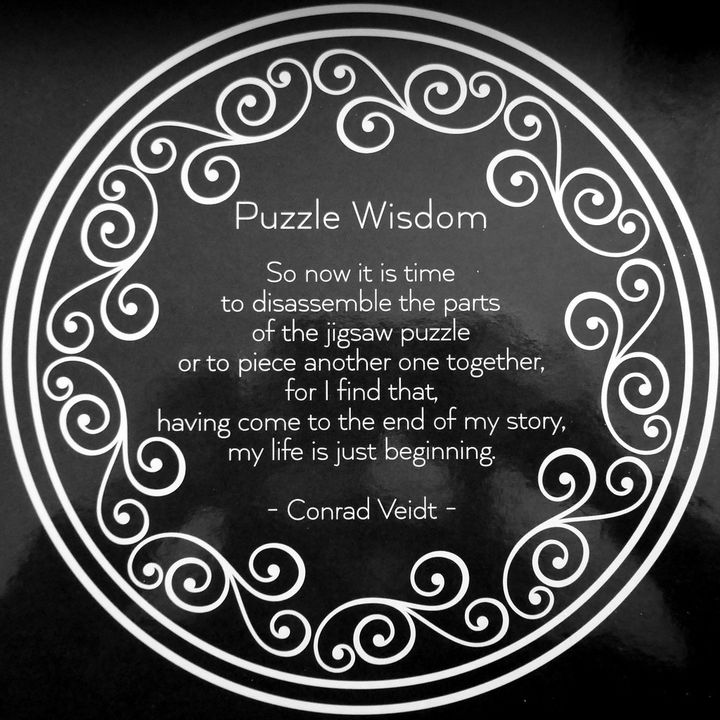 Puzzle Wisdom
So now it is time
to disassemble the parts
of the jigsaw puzzle
or to piece another one together,
for I find that,
having come to the end of my story,
my life is just beginning.
- Conrad Veidt -